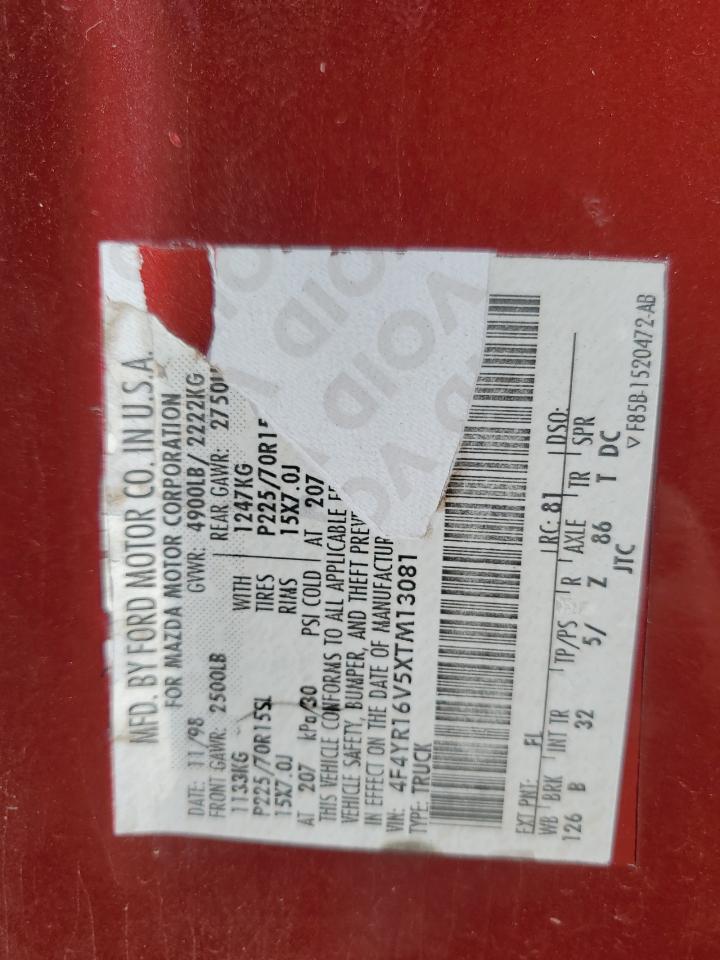 MFD. BY FORD MOTOR CO. IN U.S.A.
FOR MAZDA MOTOR CORPORATION
DATE: 11/98 GVWR: 4900LB/ 2222KG
FRONT GAWR: 2500LB REAR GAWR: 2750
1133KG WITH 1247KG
P225/70R15SL TIRES P225/70R15
15X7.0J RIMS 15X7.0J
AT 207 kPa/30 PSI COLD AT 207
THIS VEHICLE CONFORMS TO ALL APPLICABLE
VEHICLE SAFETY, BUMPER, AND THEFT PREV
IN EFFECT ON THE DATE OF MANUFACTUR
VIN: 4F4YR16V5XTM13081
TYPE: TRUCK
VOID VOID VOID
EXT PNT: FL RC: 81 DSO:
WB BRK INT TR TP/PS R AXLE TR SPR
126 B 32 5/ Z 86 T DC
JTC
▽ F85B-1520472-AB